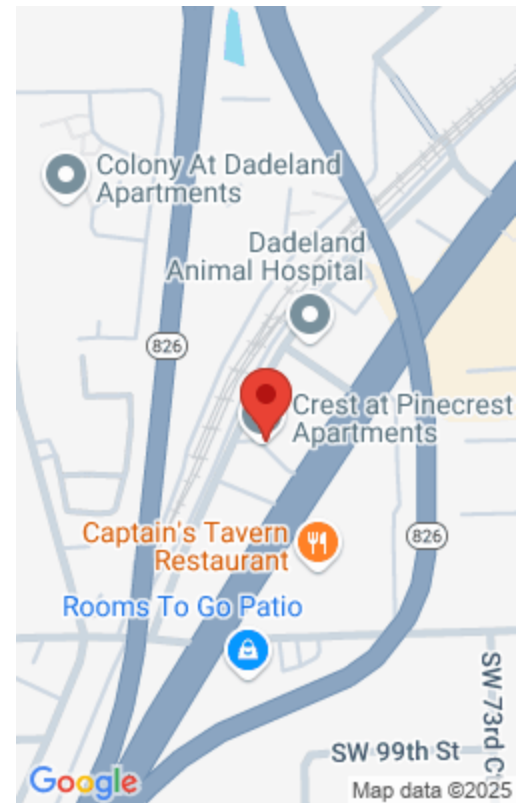 Colony At Dadeland
Apartments
Dadeland
Animal Hospital
826
Crest at Pinecrest
Apartments
Captain's Tavern
Restaurant
826
Rooms To Go Patio
SW 73rd Ct
SW 99th St
Google
Map data ©2025